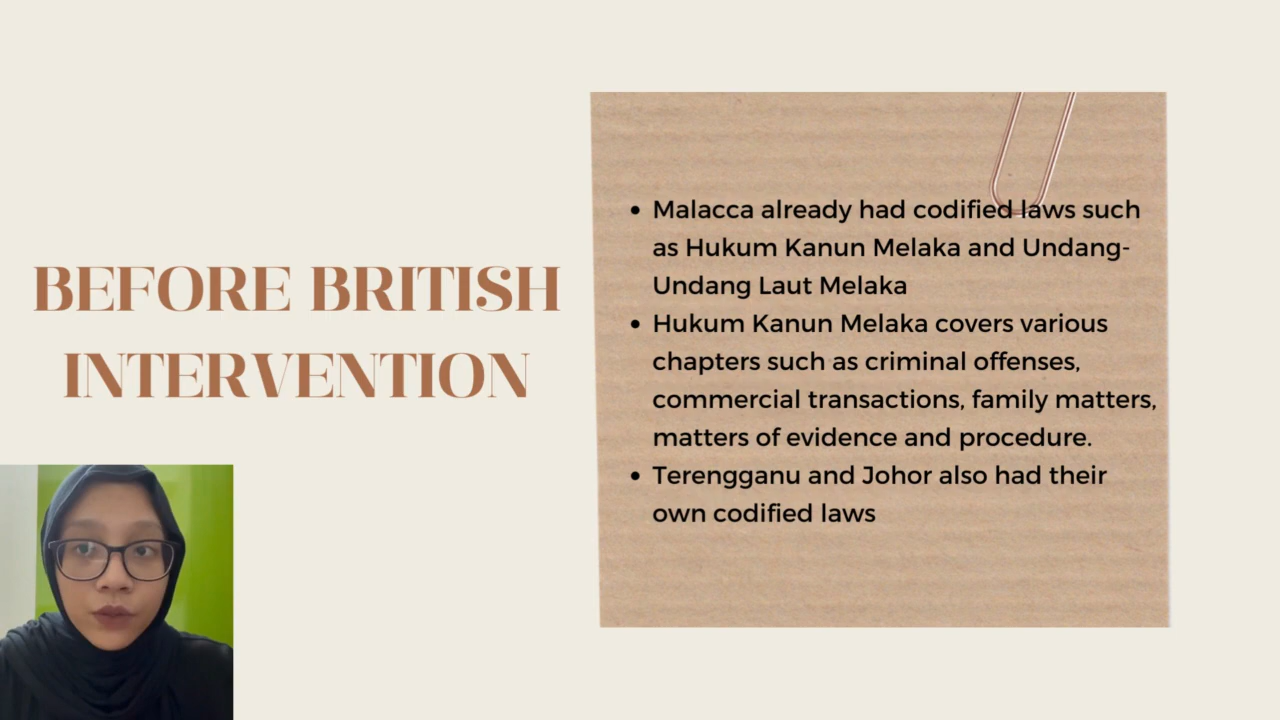 BEFORE BRITISH
INTERVENTION
• Malacca already had codified laws such
as Hukum Kanun Melaka and Undang-
Undang Laut Melaka
• Hukum Kanun Melaka covers various
chapters such as criminal offenses,
commercial transactions, family matters,
matters of evidence and procedure.
• Terengganu and Johor also had their
own codified laws